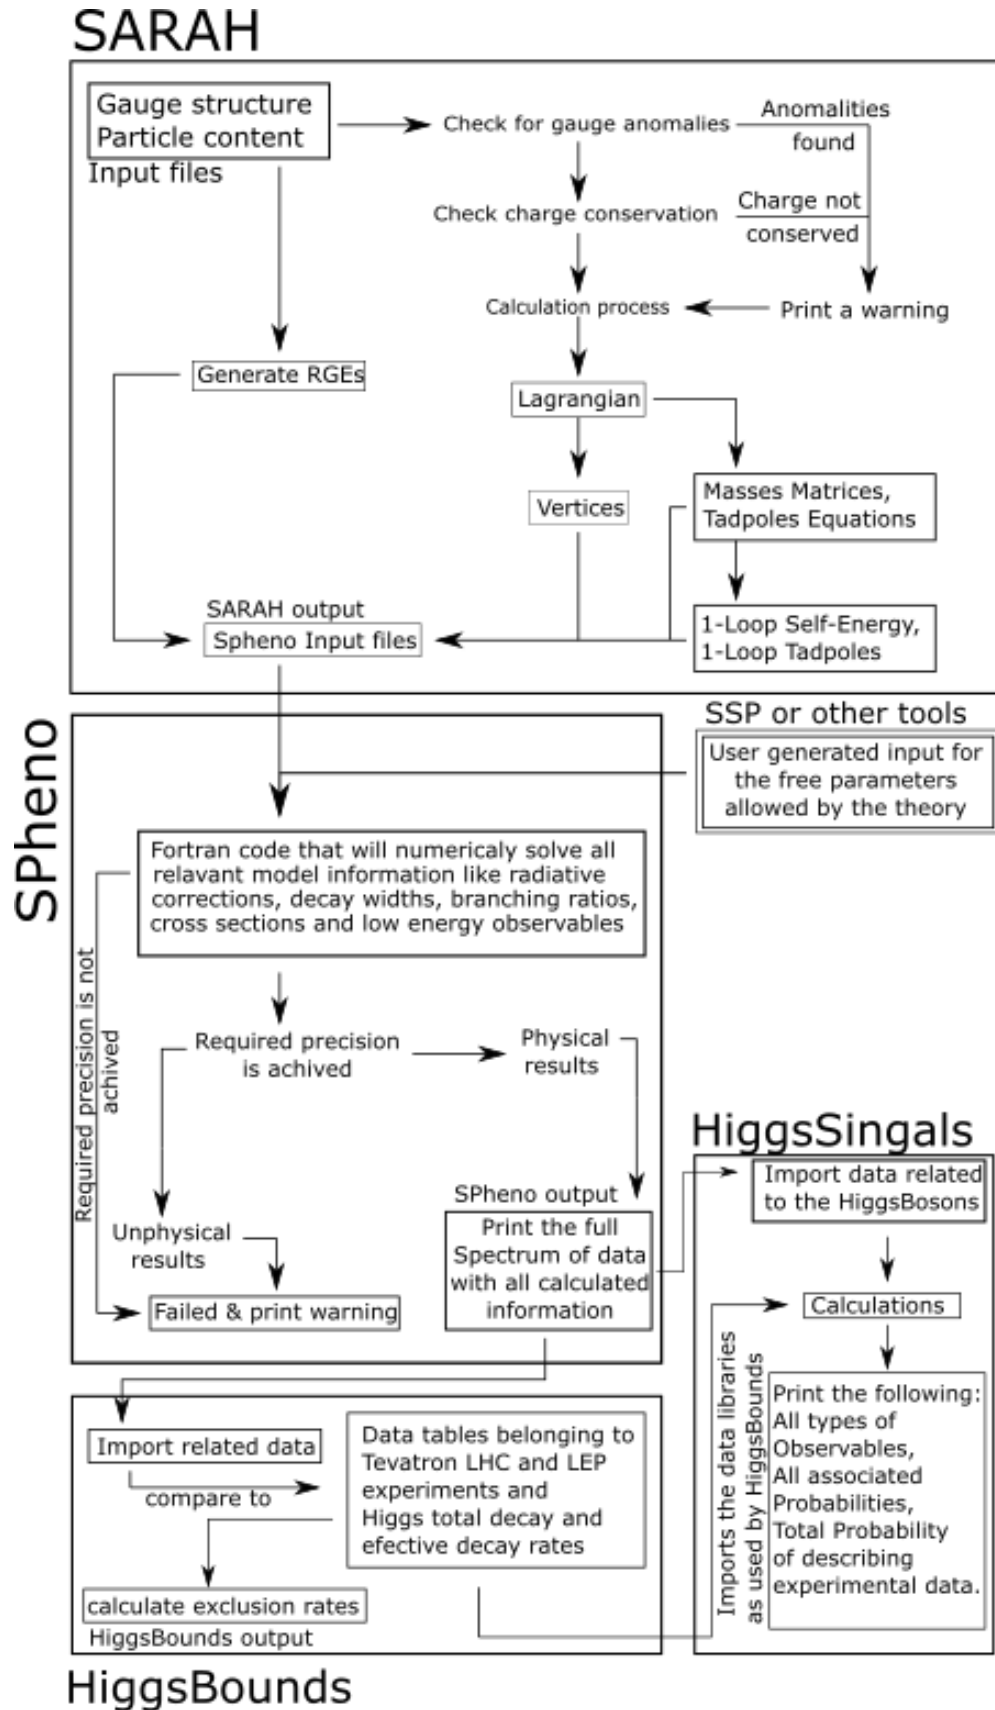 SARAH
Gauge structure
Particle content
Input files
Check for gauge anomalies
Anomalities
found
Check charge conservation
Charge not
conserved
Calculation process
Print a warning
Generate RGEs
Lagrangian
Vertices
Masses Matrices,
Tadpoles Equations
SARAH output
Spheno Input files
1-Loop Self-Energy,
1-Loop Tadpoles
SPheno
SSP or other tools
User generated input for
the free parameters
allowed by the theory
Fortran code that will numericaly solve all
relavant model information like radiative
corrections, decay widths, branching ratios,
cross sections and low energy observables
Required precision is not
achived
Required precision
is achived
Physical
results
Unphysical
results
Failed & print warning
SPheno output
Print the full
Spectrum of data
with all calculated
information
HiggsSingals
Import data related
to the HiggsBosons
Calculations
Imports the data libraries
as used by HiggsBounds
Print the following:
All types of
Observables,
All associated
Probabilities,
Total Probability
of describing
experimental data.
Import related data
compare to
Data tables belonging to
Tevatron LHC and LEP
experiments and
Higgs total decay and
efective decay rates
calculate exclusion rates
HiggsBounds output
HiggsBounds